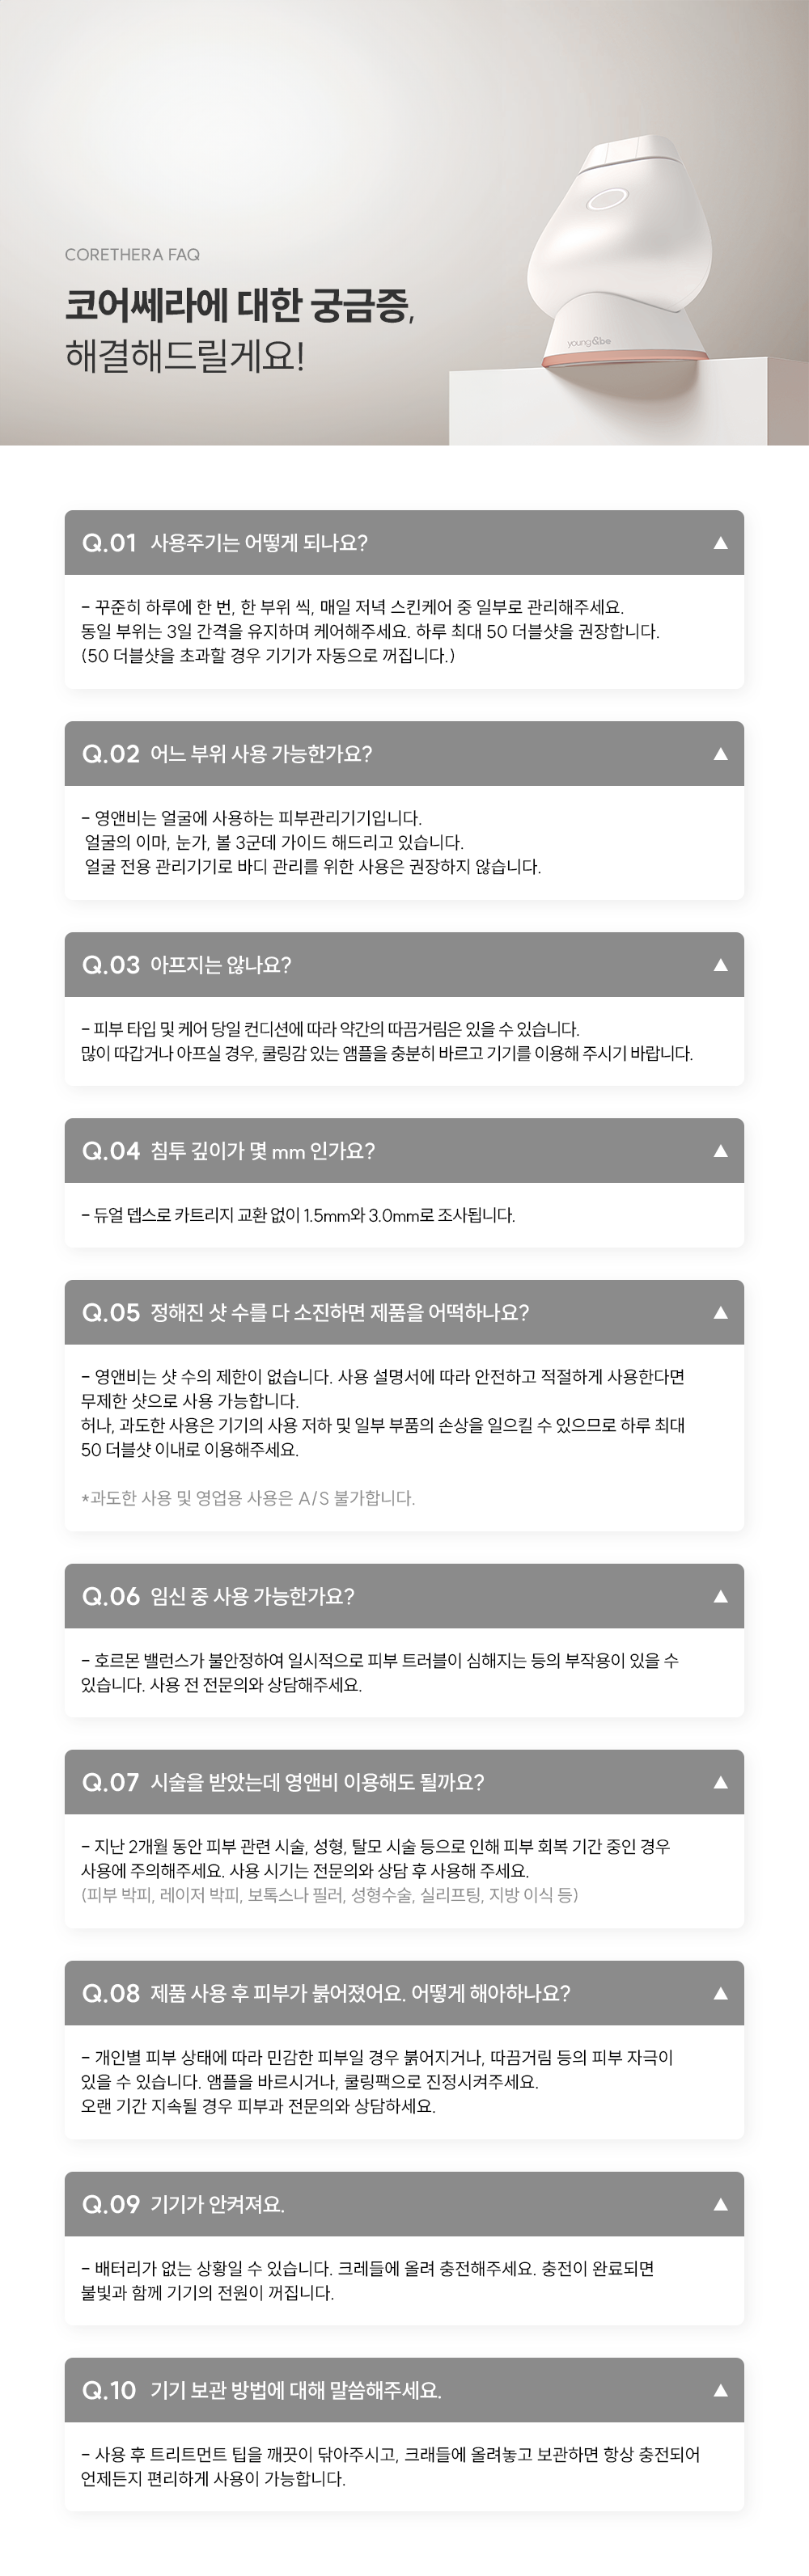 CORETHERA FAQ
코어쎄라에 대한 궁금증,
해결해드릴게요!
young&be
Q.01 사용주기는 어떻게 되나요? ▲
- 꾸준히 하루에 한 번, 한 부위 씩, 매일 저녁 스킨케어 중 일부로 관리해주세요.
동일 부위는 3일 간격을 유지하며 케어해주세요. 하루 최대 50 더블샷을 권장합니다.
(50 더블샷을 초과할 경우 기기가 자동으로 꺼집니다.)
Q.02 어느 부위 사용 가능한가요? ▲
- 영앤비는 얼굴에 사용하는 피부관리기기입니다.
얼굴의 이마, 눈가, 볼 3군데 가이드 해드리고 있습니다.
얼굴 전용 관리기기로 바디 관리를 위한 사용은 권장하지 않습니다.
Q.03 아프지는 않나요? ▲
- 피부 타입 및 케어 당일 컨디션에 따라 약간의 따끔거림은 있을 수 있습니다.
많이 따갑거나 아프실 경우, 쿨링감 있는 앰플을 충분히 바르고 기기를 이용해 주시기 바랍니다.
Q.04 침투 깊이가 몇 mm 인가요? ▲
- 듀얼 뎁스로 카트리지 교환 없이 1.5mm와 3.0mm로 조사됩니다.
Q.05 정해진 샷 수를 다 소진하면 제품을 어떡하나요? ▲
- 영앤비는 샷 수의 제한이 없습니다. 사용 설명서에 따라 안전하고 적절하게 사용한다면
무제한 샷으로 사용 가능합니다.
허나, 과도한 사용은 기기의 사용 저하 및 일부 부품의 손상을 일으킬 수 있으므로 하루 최대
50 더블샷 이내로 이용해주세요.
*과도한 사용 및 영업용 사용은 A/S 불가합니다.
Q.06 임신 중 사용 가능한가요? ▲
- 호르몬 밸런스가 불안정하여 일시적으로 피부 트러블이 심해지는 등의 부작용이 있을 수
있습니다. 사용 전 전문의와 상담해주세요.
Q.07 시술을 받았는데 영앤비 이용해도 될까요? ▲
- 지난 2개월 동안 피부 관련 시술, 성형, 탈모 시술 등으로 인해 피부 회복 기간 중인 경우
사용에 주의해주세요. 사용 시기는 전문의와 상담 후 사용해 주세요.
(피부 박피, 레이저 박피, 보톡스나 필러, 성형수술, 실리프팅, 지방 이식 등)
Q.08 제품 사용 후 피부가 붉어졌어요. 어떻게 해야하나요? ▲
- 개인별 피부 상태에 따라 민감한 피부일 경우 붉어지거나, 따끔거림 등의 피부 자극이
있을 수 있습니다. 앰플을 바르시거나, 쿨링팩으로 진정시켜주세요.
오랜 기간 지속될 경우 피부과 전문의와 상담하세요.
Q.09 기기가 안켜져요. ▲
- 배터리가 없는 상황일 수 있습니다. 크레들에 올려 충전해주세요. 충전이 완료되면
불빛과 함께 기기의 전원이 꺼집니다.
Q.10 기기 보관 방법에 대해 말씀해주세요. ▲
- 사용 후 트리트먼트 팁을 깨끗이 닦아주시고, 크래들에 올려놓고 보관하면 항상 충전되어
언제든지 편리하게 사용이 가능합니다.